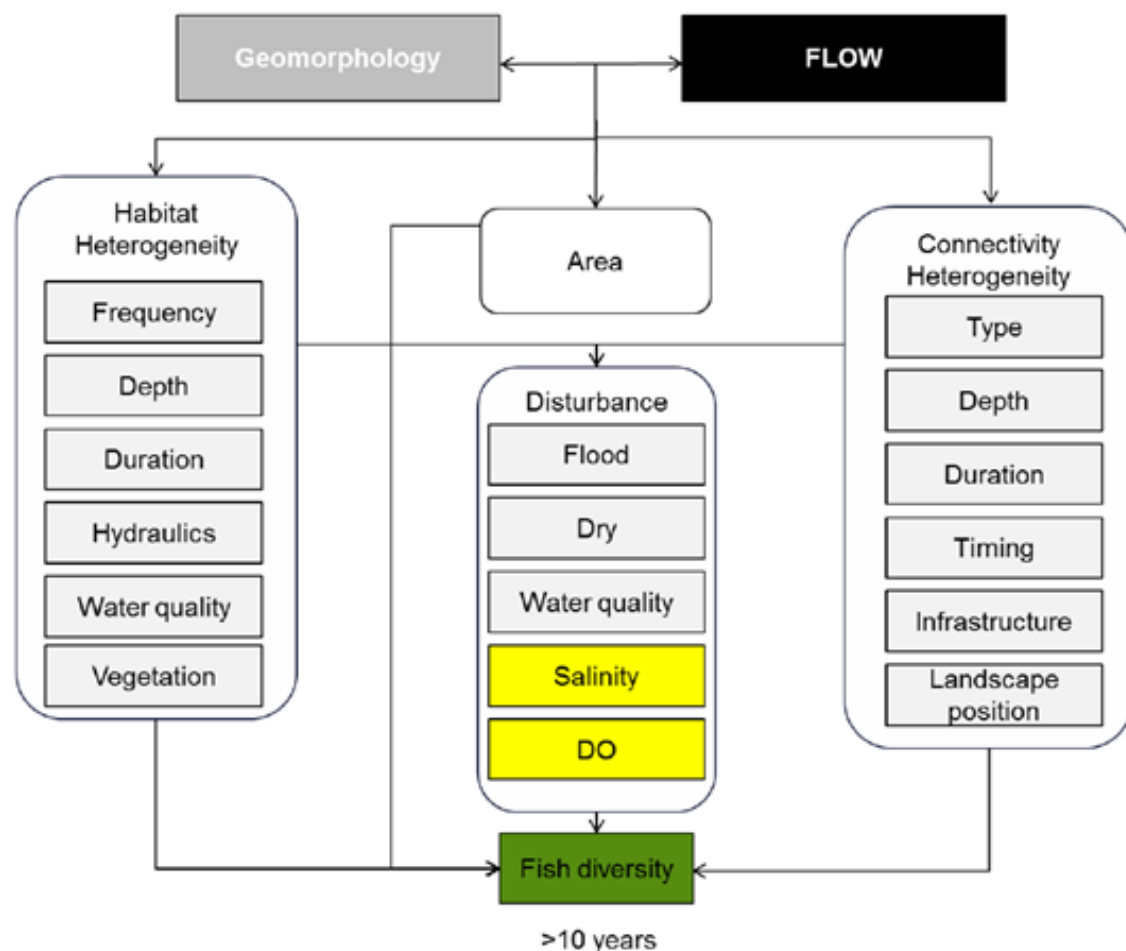 Geomorphology
FLOW
Habitat
Heterogeneity
Frequency
Depth
Duration
Hydraulics
Water quality
Vegetation
Area
Disturbance
Flood
Dry
Water quality
Salinity
DO
Connectivity
Heterogeneity
Type
Depth
Duration
Timing
Infrastructure
Landscape
position
Fish diversity
>10 years